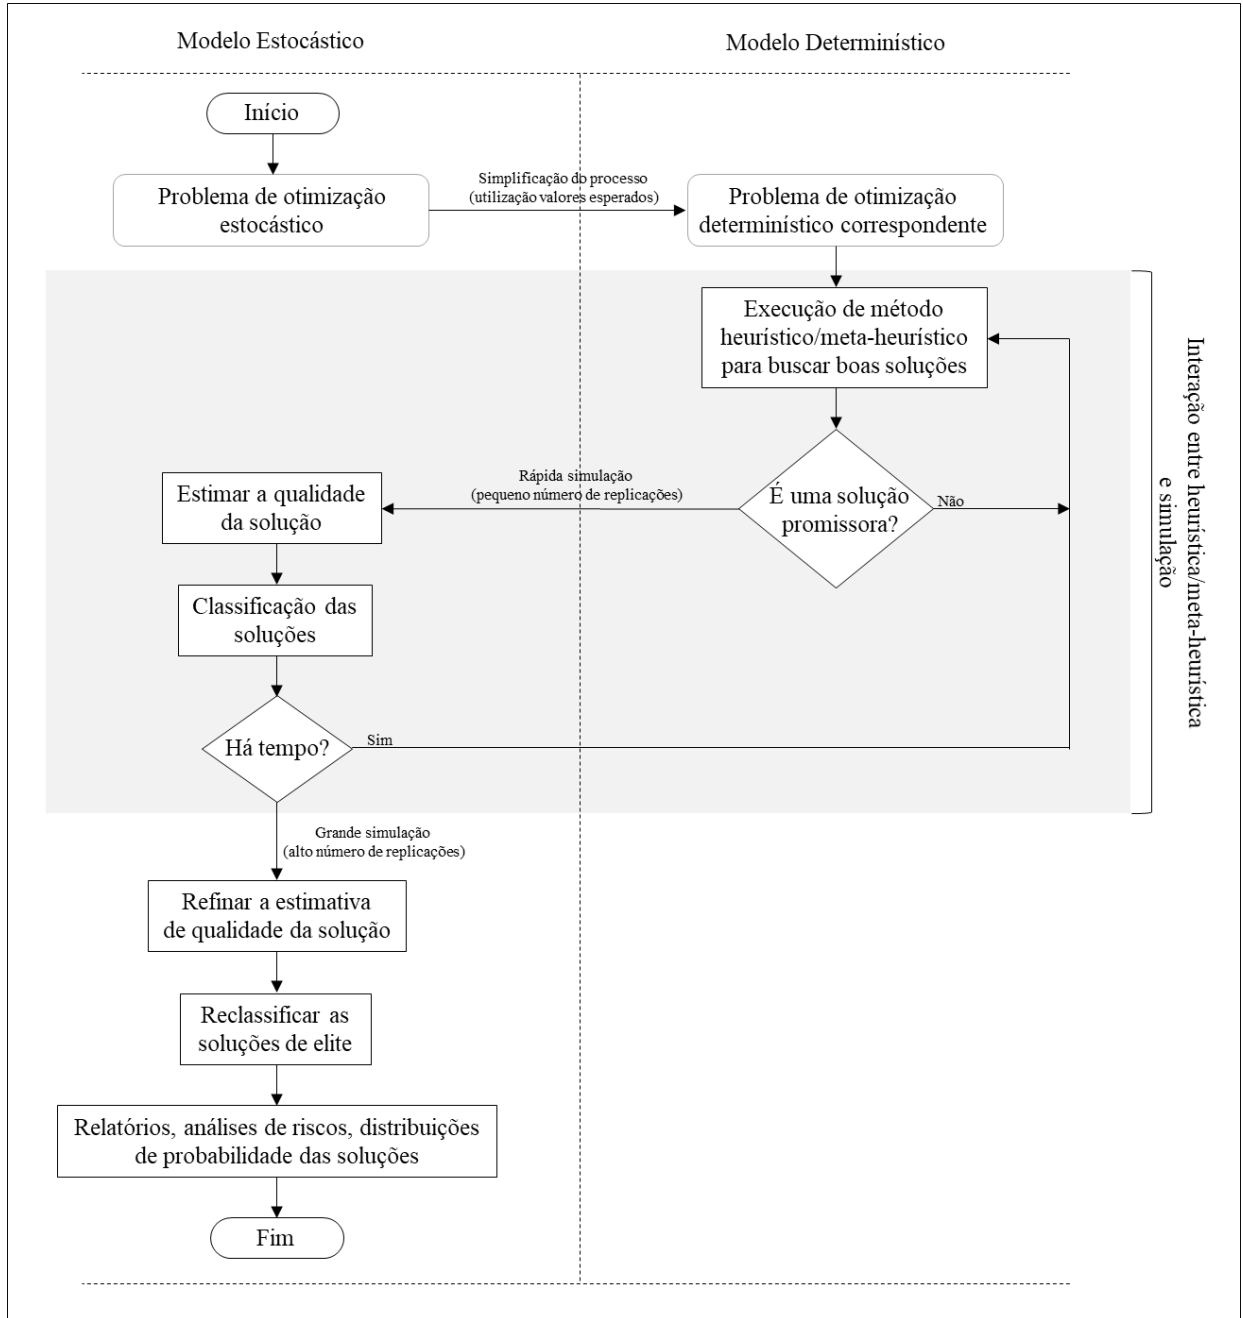 Modelo Estocástico
Modelo Determinístico
Início
Problema de otimização
estocástico
Simplificação do processo
(utilização valores esperados)
Problema de otimização
determinístico correspondente
Execução de método
heurístico/meta-heurístico
para buscar boas soluções
É uma solução
promissora?
Não
Rápida simulação
(pequeno número de replicações)
Estimar a qualidade
da solução
Classificação das
soluções
Há tempo?
Sim
Interação entre heurística/meta-heurística
e simulação
Grande simulação
(alto número de replicações)
Refinar a estimativa
de qualidade da solução
Reclassificar as
soluções de elite
Relatórios, análises de riscos, distribuições
de probabilidade das soluções
Fim